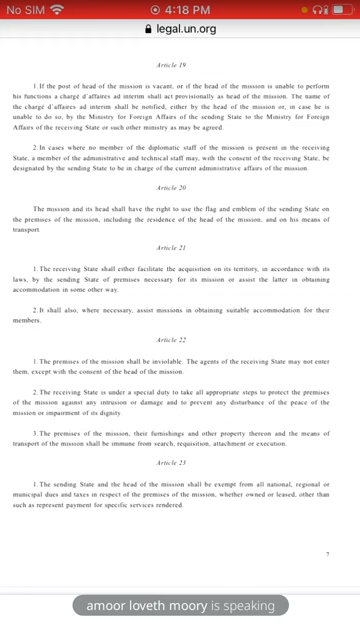 No SIM 4:18 PM
legal.un.org
Article 19
1. If the post of head of the mission is vacant, or if the head of the mission is unable to perform
his functions a chargé d'affaires ad interim shall act provisionally as head of the mission. The name of
the chargé d'affaires ad interim shall be notified, either by the head of the mission or, in case he is
unable to do so, by the Ministry for Foreign Affairs of the sending State to the Ministry for Foreign
Affairs of the receiving State or such other ministry as may be agreed.
2. In cases where no member of the diplomatic staff of the mission is present in the receiving
State, a member of the administrative and technical staff may, with the consent of the receiving State, be
designated by the sending State to be in charge of the current administrative affairs of the mission.
Article 20
The mission and its head shall have the right to use the flag and emblem of the sending State on
the premises of the mission, including the residence of the head of the mission, and on his means of
transport.
Article 21
1. The receiving State shall either facilitate the acquisition on its territory, in accordance with its
laws, by the sending State of premises necessary for its mission or assist the latter in obtaining
accommodation in some other way.
2. It shall also, where necessary, assist missions in obtaining suitable accommodation for their
members.
Article 22
1. The premises of the mission shall be inviolable. The agents of the receiving State may not enter
them, except with the consent of the head of the mission.
2. The receiving State is under a special duty to take all appropriate steps to protect the premises
of the mission against any intrusion or damage and to prevent any disturbance of the peace of the
mission or impairment of its dignity.
3. The premises of the mission, their furnishings and other property thereon and the means of
transport of the mission shall be immune from search, requisition, attachment or execution.
Article 23
1. The sending State and the head of the mission shall be exempt from all national, regional or
municipal dues and taxes in respect of the premises of the mission, whether owned or leased, other than
such as represent payment for specific services rendered.
7
amoor loveth moory is speaking